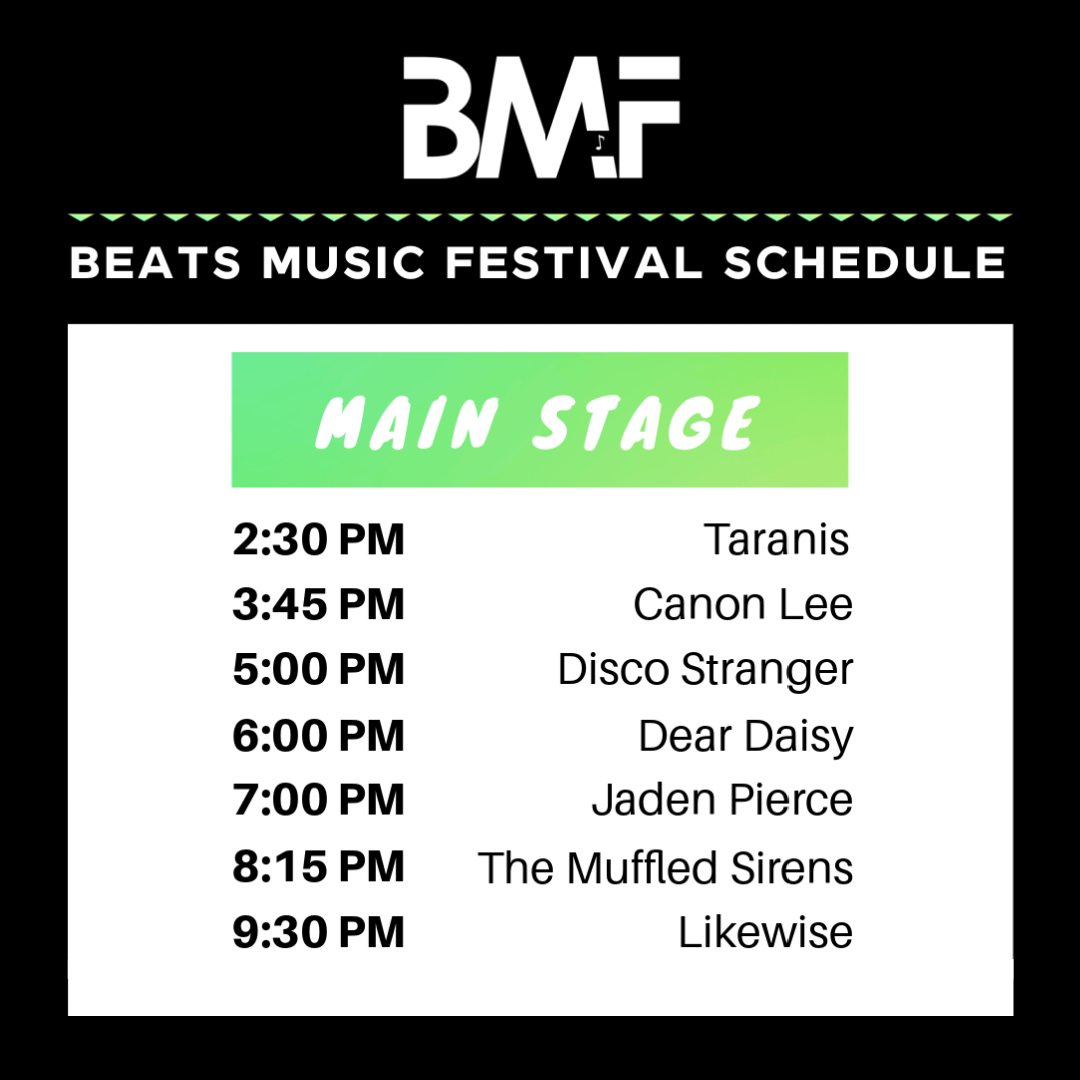 BMF
BEATS MUSIC FESTIVAL SCHEDULE
MAIN STAGE
2:30 PM Taranis
3:45 PM Canon Lee
5:00 PM Disco Stranger
6:00 PM Dear Daisy
7:00 PM Jaden Pierce
8:15 PM The Muffled Sirens
9:30 PM Likewise